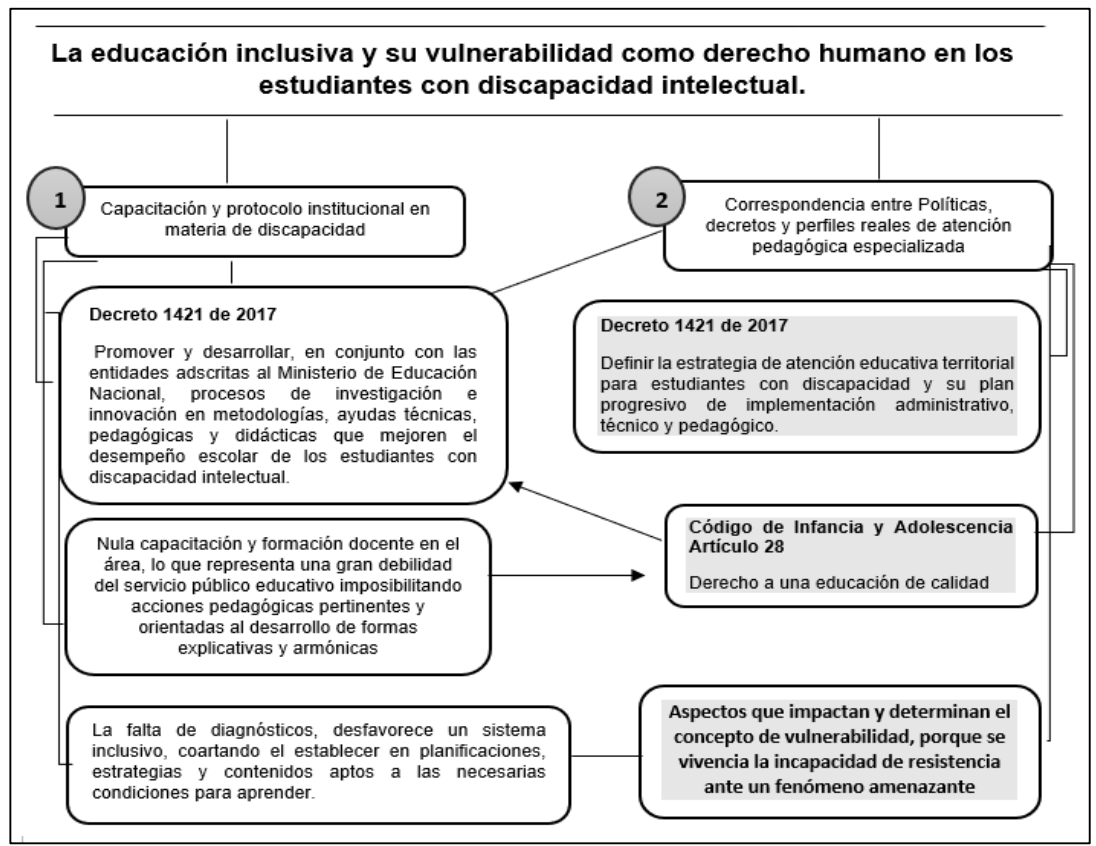 La educación inclusiva y su vulnerabilidad como derecho humano en los
estudiantes con discapacidad intelectual.
1
Capacitación y protocolo institucional en
materia de discapacidad
2
Correspondencia entre Políticas,
decretos y perfiles reales de atención
pedagógica especializada
Decreto 1421 de 2017
Promover y desarrollar, en conjunto con las
entidades adscritas al Ministerio de Educación
Nacional, procesos de investigación e
innovación en metodologías, ayudas técnicas,
pedagógicas y didácticas que mejoren el
desempeño escolar de los estudiantes con
discapacidad intelectual.
Decreto 1421 de 2017
Definir la estrategia de atención educativa territorial
para estudiantes con discapacidad y su plan
progresivo de implementación administrativo,
técnico y pedagógico.
Nula capacitación y formación docente en el
área, lo que representa una gran debilidad
del servicio público educativo imposibilitando
acciones pedagógicas pertinentes y
orientadas al desarrollo de formas
explicativas y armónicas
Código de Infancia y Adolescencia
Artículo 28
Derecho a una educación de calidad
La falta de diagnósticos, desfavorece un sistema
inclusivo, coartando el establecer en planificaciones,
estrategias y contenidos aptos a las necesarias
condiciones para aprender.
Aspectos que impactan y determinan el
concepto de vulnerabilidad, porque se
vivencia la incapacidad de resistencia
ante un fenómeno amenazante